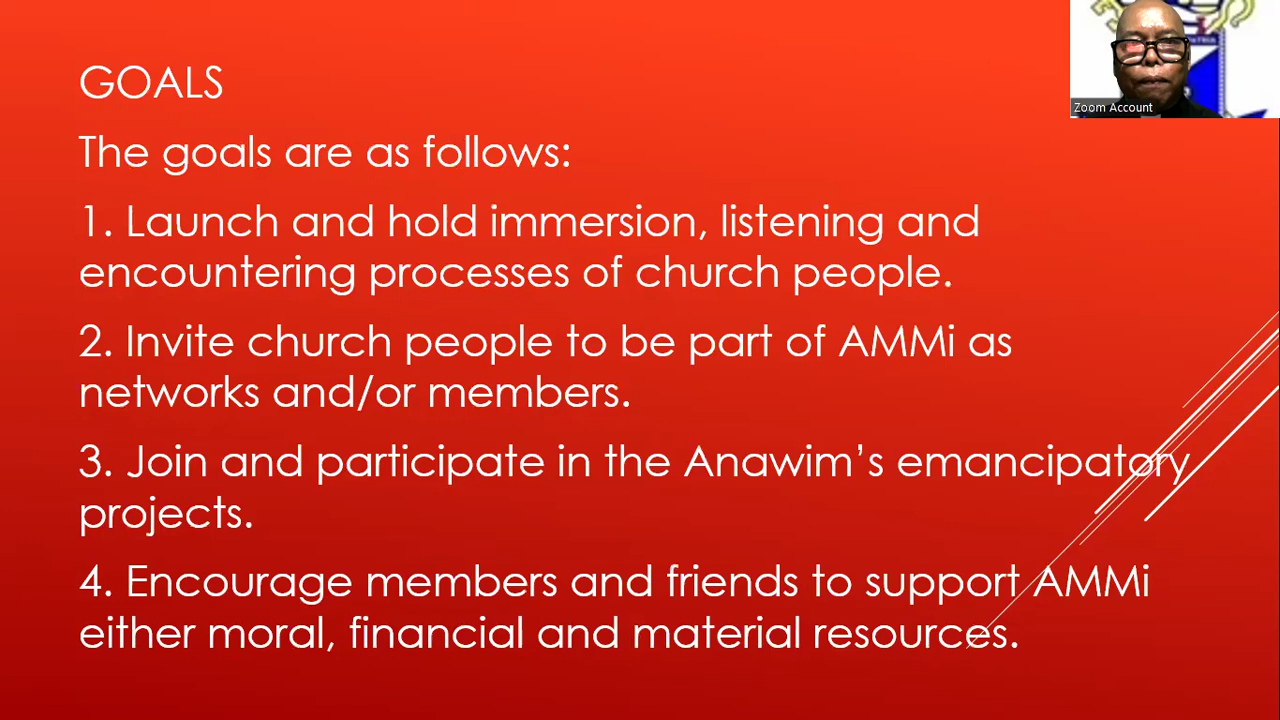 GOALS
The goals are as follows:
1. Launch and hold immersion, listening and
encountering processes of church people.
2. Invite church people to be part of AMMi as
networks and/or members.
3. Join and participate in the Anawim’s emancipatory
projects.
4. Encourage members and friends to support AMMi
either moral, financial and material resources.
Zoom Account